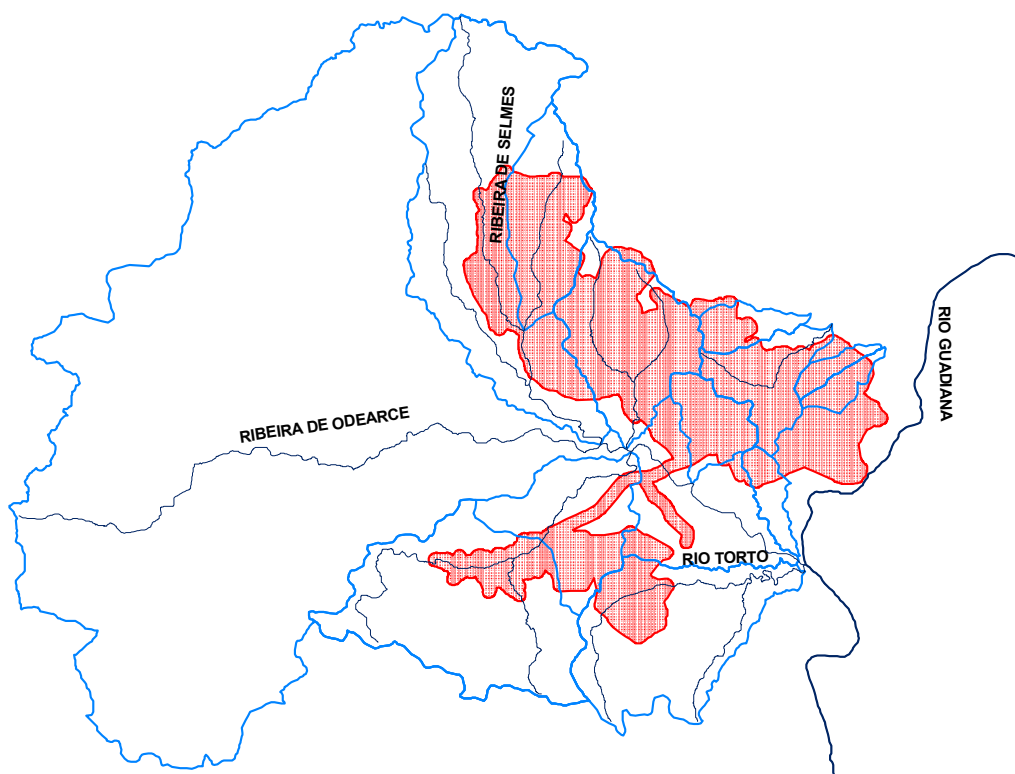 RIBEIRA DE SELMES
RIO GUADIANA
RIBEIRA DE ODEARCE
RIO TORTO